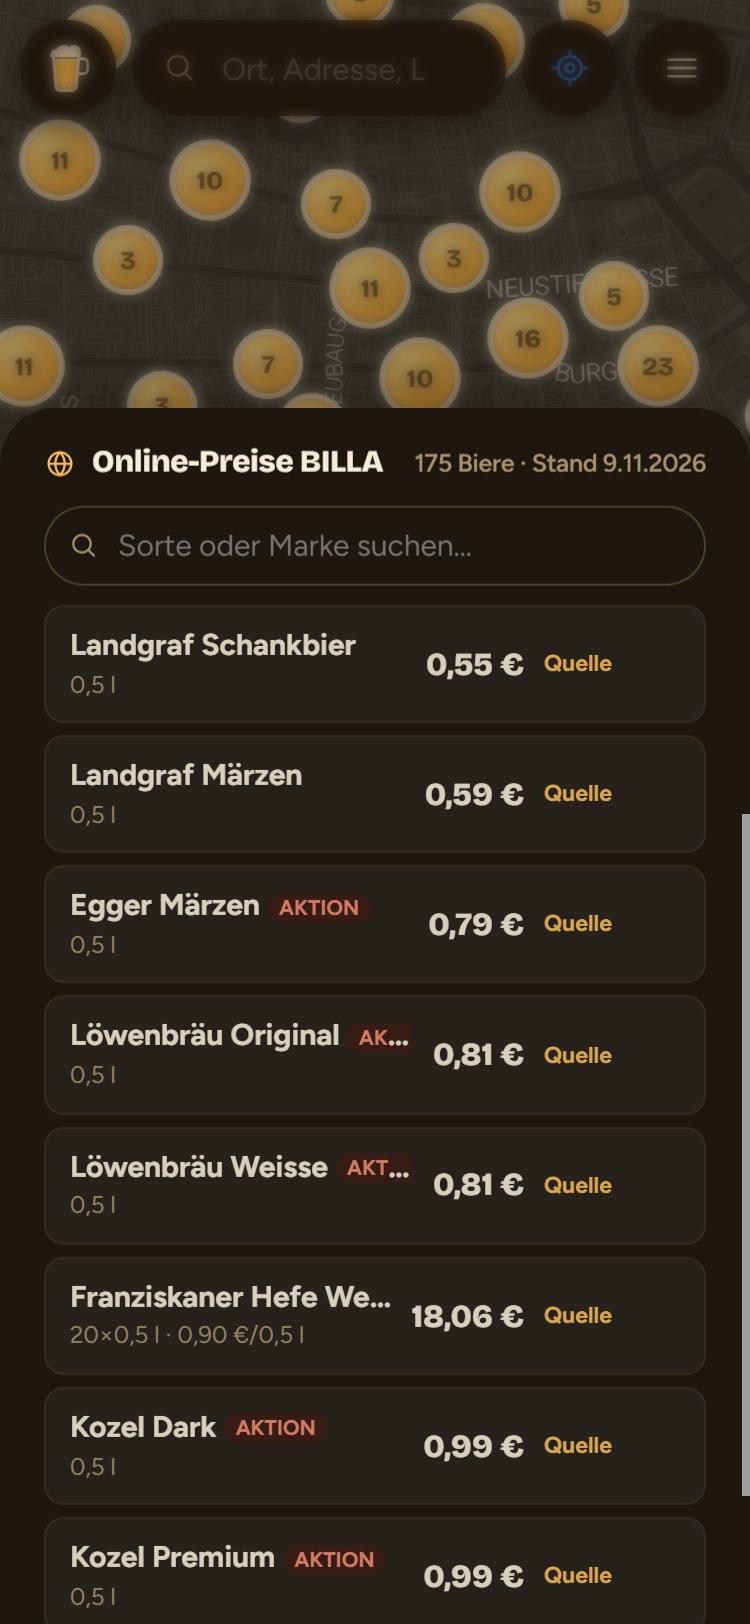 5
Ort, Adresse, L
11
10
7
10
3
3
11
NEUSTIF
SSE
5
16
EUBAUG
11
7
10
BURG
23
3
S
Online-Preise BILLA 175 Biere · Stand 9.11.2026
Sorte oder Marke suchen...
Landgraf Schankbier
0,5 l
0,55 € Quelle
Landgraf Märzen
0,5 l
0,59 € Quelle
Egger Märzen AKTION
0,5 l
0,79 € Quelle
Löwenbräu Original AK...
0,5 l
0,81 € Quelle
Löwenbräu Weisse AKT...
0,5 l
0,81 € Quelle
Franziskaner Hefe We...
20×0,5 l · 0,90 €/0,5 l
18,06 € Quelle
Kozel Dark AKTION
0,5 l
0,99 € Quelle
Kozel Premium AKTION
0,5 l
0,99 € Quelle